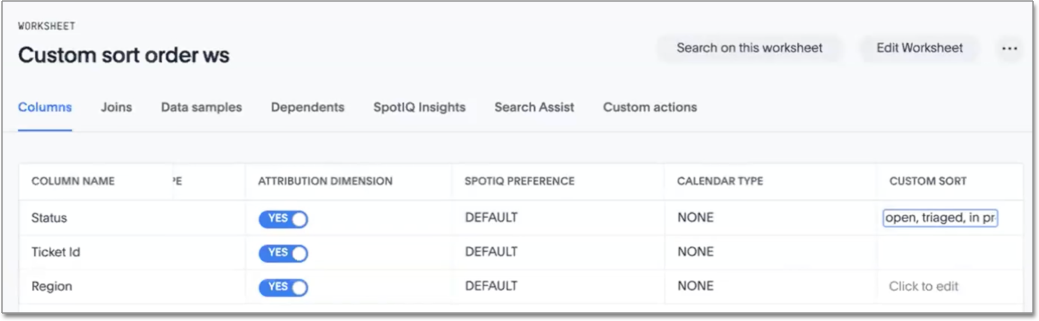 WORKSHEET
Custom sort order ws
Search on this worksheet Edit Worksheet ...
Columns Joins Data samples Dependents SpotIQ Insights Search Assist Custom actions
COLUMN NAME PE ATTRIBUTION DIMENSION SPOTIQ PREFERENCE CALENDAR TYPE CUSTOM SORT
Status YES DEFAULT NONE open, triaged, in pr
Ticket Id YES DEFAULT NONE
Region YES DEFAULT NONE Click to edit